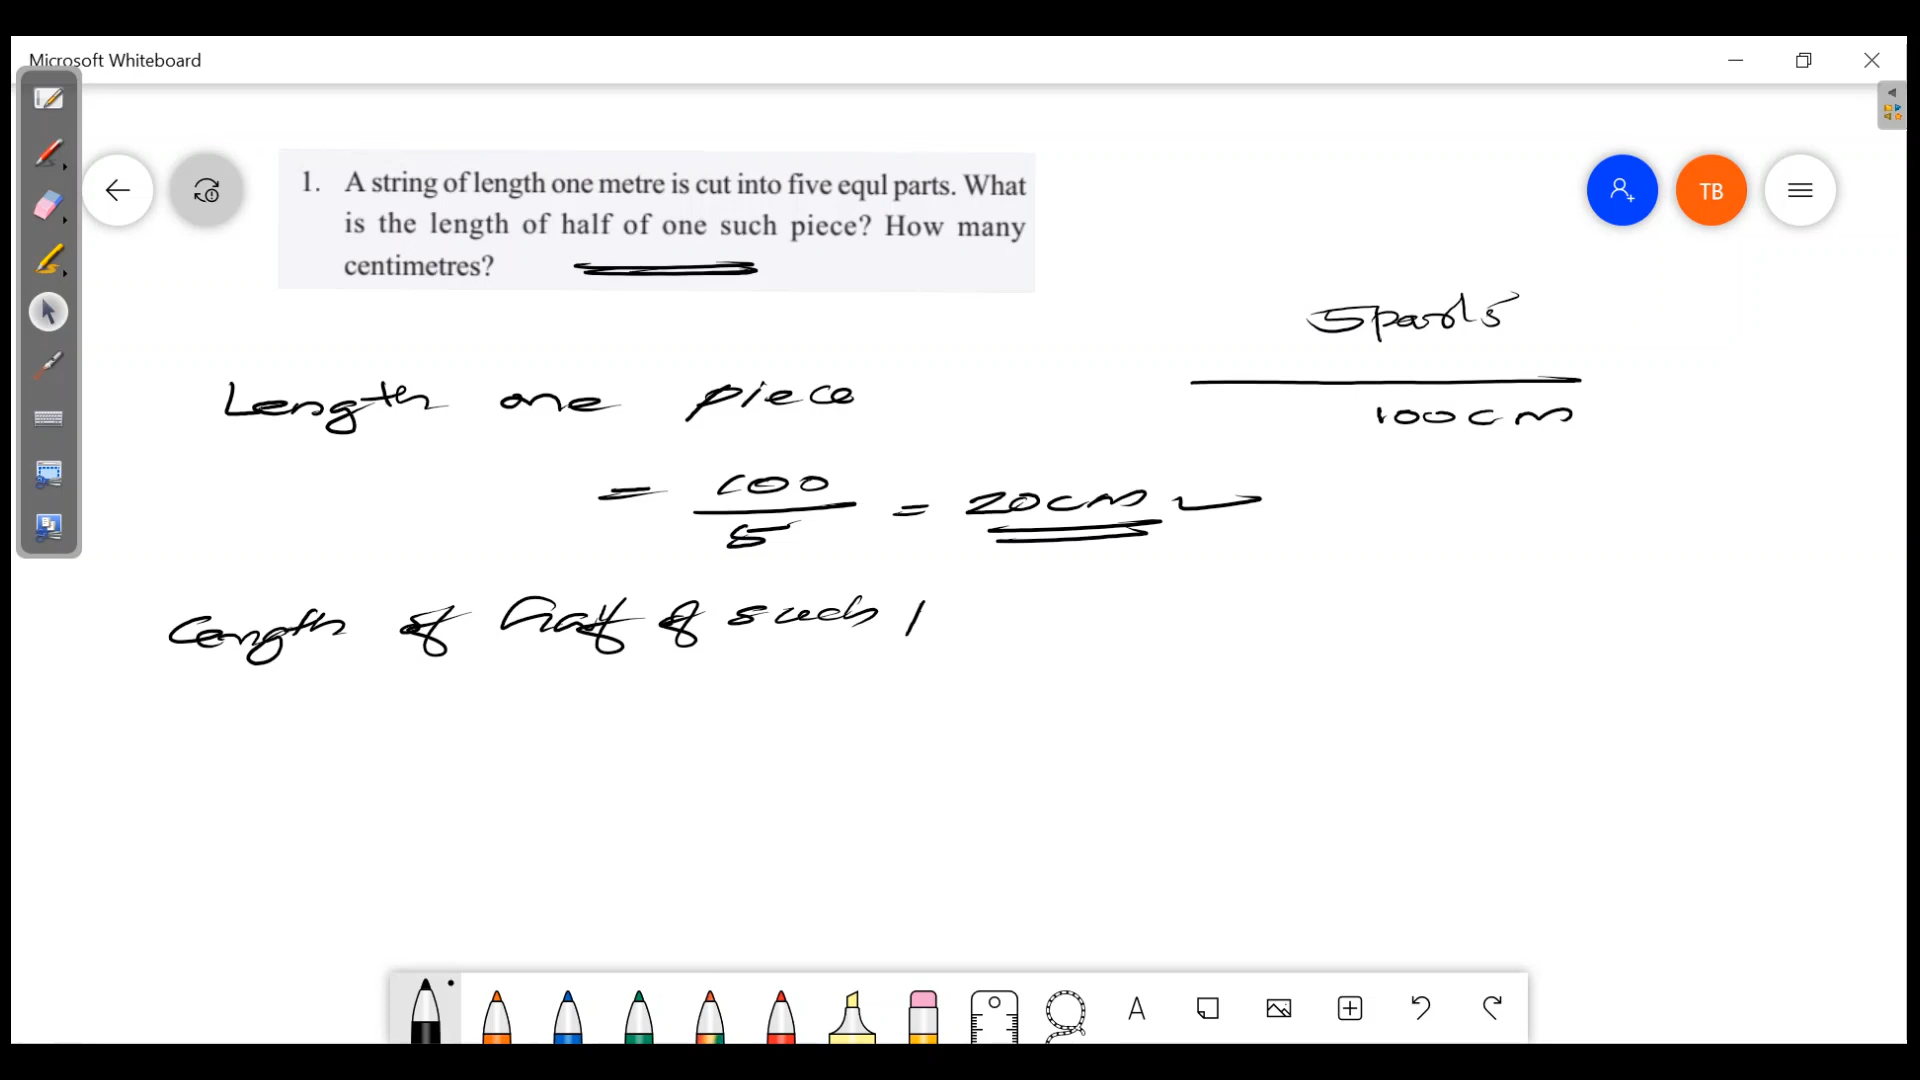 Microsoft Whiteboard
TB
1. A string of length one metre is cut into five equl parts. What
is the length of half of one such piece? How many
centimetres?
5 parts
100 cm
Length one piece
= 100/5 = 20cm
Length of half of such
A